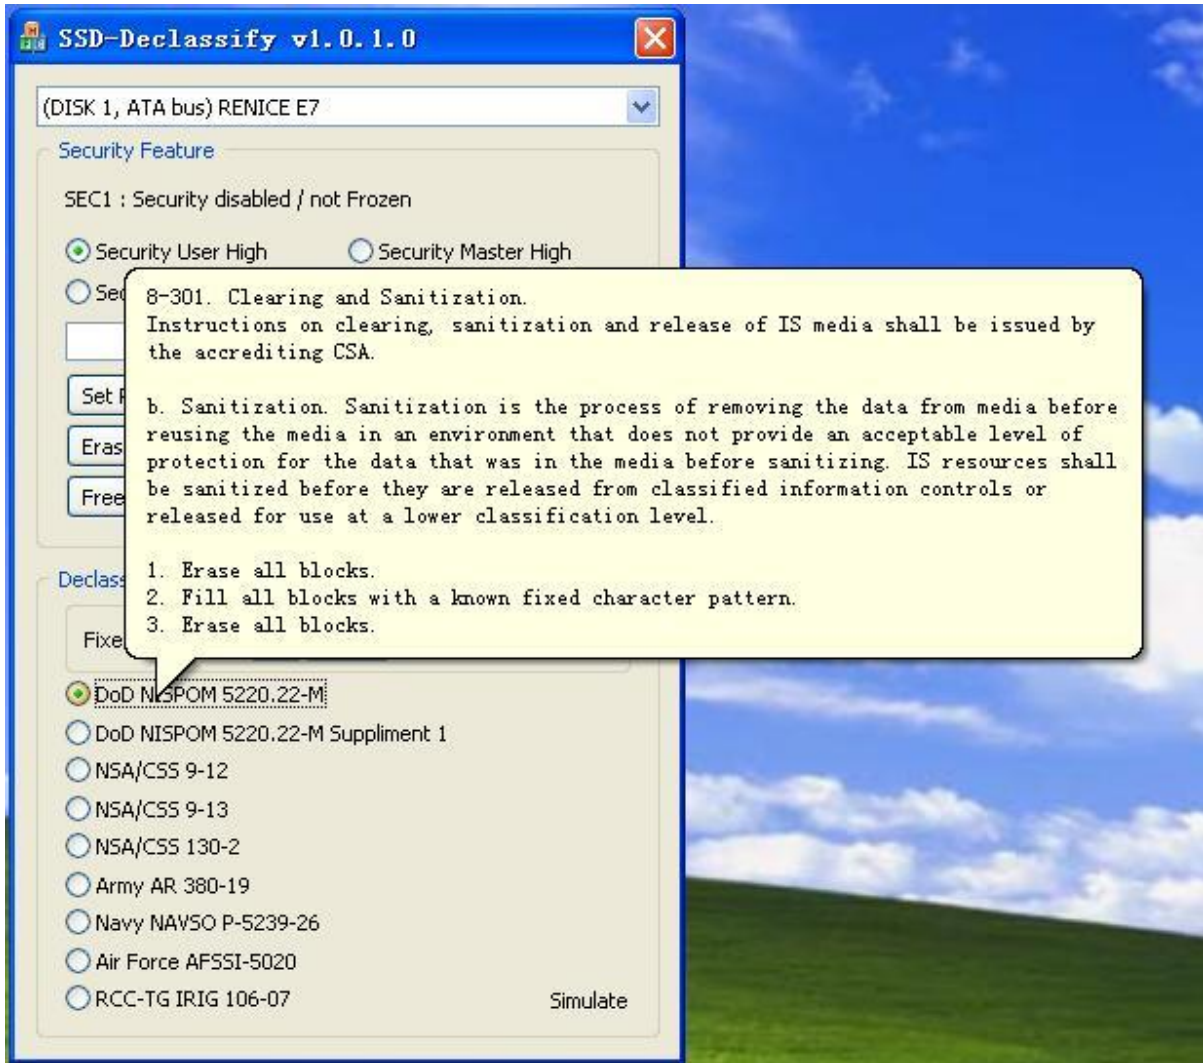 SSD-Declassify v1.0.1.0
(DISK 1, ATA bus) RENICE E7
Security Feature
SEC1 : Security disabled / not Frozen
Security User High Security Master High
8-301. Clearing and Sanitization.
Instructions on clearing, sanitization and release of IS media shall be issued by
the accrediting CSA.
b. Sanitization. Sanitization is the process of removing the data from media before
reusing the media in an environment that does not provide an acceptable level of
protection for the data that was in the media before sanitizing. IS resources shall
be sanitized before they are released from classified information controls or
released for use at a lower classification level.
1. Erase all blocks.
2. Fill all blocks with a known fixed character pattern.
3. Erase all blocks.
Sec
Set
Eras
Free
Declass
Fixe
DoD NISPOM 5220.22-M
DoD NISPOM 5220.22-M Suppliment 1
NSA/CSS 9-12
NSA/CSS 9-13
NSA/CSS 130-2
Army AR 380-19
Navy NAVSO P-5239-26
Air Force AFSSI-5020
RCC-TG IRIG 106-07 Simulate